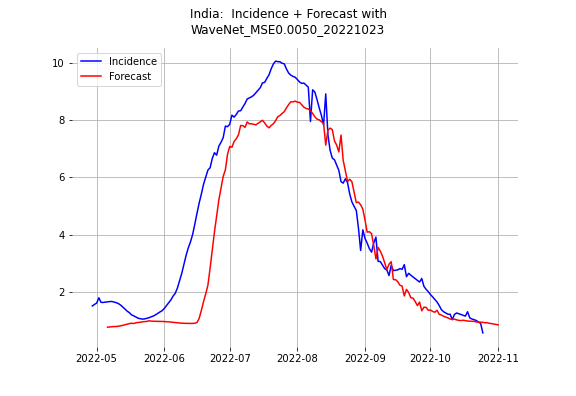 India:  Incidence + Forecast with
WaveNet_MSE0.0050_20221023
Incidence
Forecast
10
8
6
4
2
2022-05 2022-06 2022-07 2022-08 2022-09 2022-10 2022-11